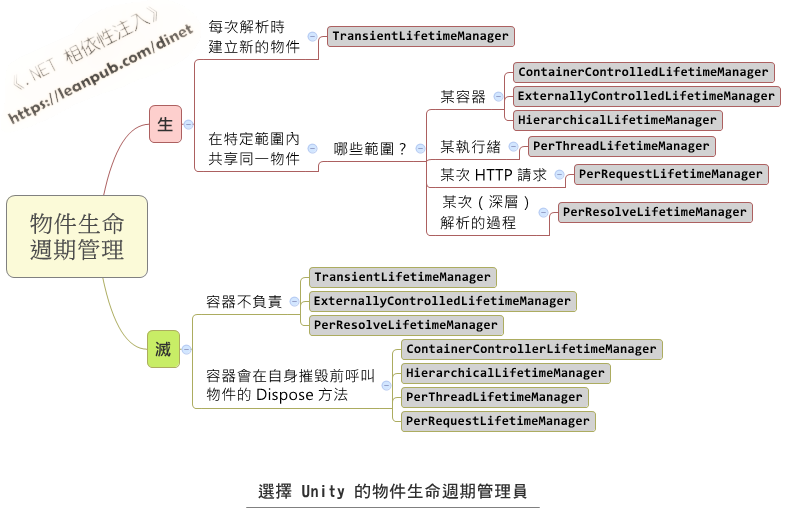 《.NET 相依性注入》
https://leanpub.com/dinet
物件生命
週期管理
生
每次解析時
建立新的物件
TransientLifetimeManager
在特定範圍內
共享同一物件
哪些範圍？
某容器
ContainerControlledLifetimeManager
ExternallyControlledLifetimeManager
HierarchicalLifetimeManager
某執行緒
PerThreadLifetimeManager
某次 HTTP 請求
PerRequestLifetimeManager
某次（深層）
解析的過程
PerResolveLifetimeManager
滅
容器不負責
TransientLifetimeManager
ExternallyControlledLifetimeManager
PerResolveLifetimeManager
容器會在自身摧毀前呼叫
物件的 Dispose 方法
ContainerControllerLifetimeManager
HierarchicalLifetimeManager
PerThreadLifetimeManager
PerRequestLifetimeManager
選擇 Unity 的物件生命週期管理員